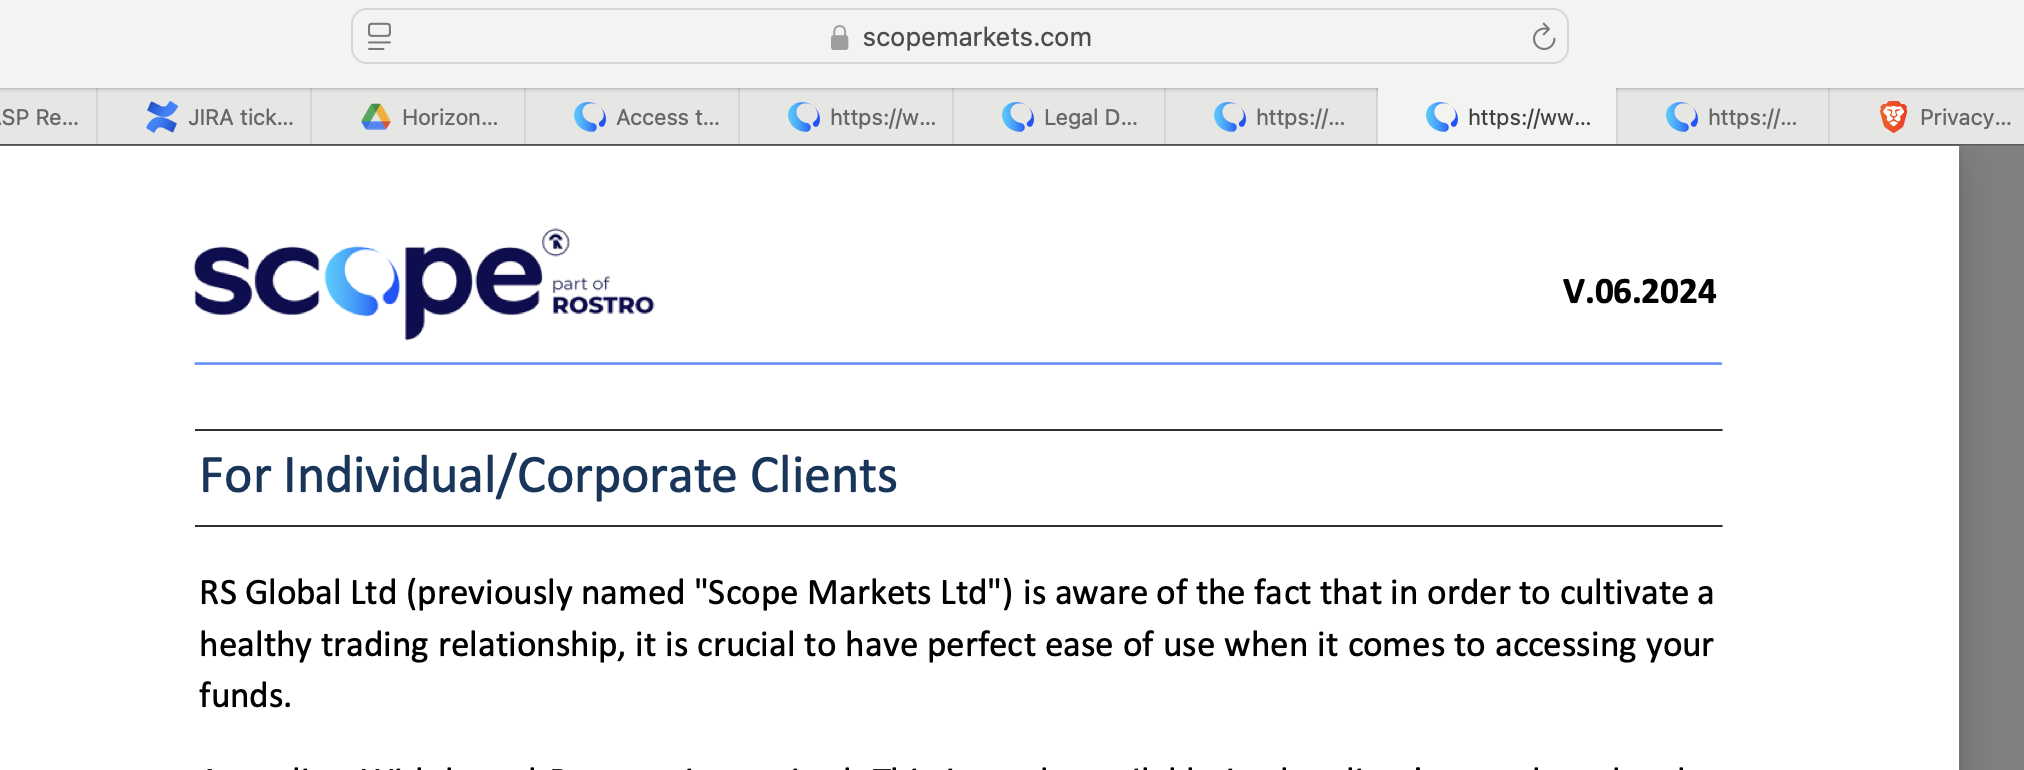 scopemarkets.com
SP Re...
JIRA tick...
Horizon...
Access t...
https://w...
Legal D...
https://...
https://ww...
https://...
Privacy...
scope
part of
ROSTRO
V.06.2024
For Individual/Corporate Clients
RS Global Ltd (previously named "Scope Markets Ltd") is aware of the fact that in order to cultivate a
healthy trading relationship, it is crucial to have perfect ease of use when it comes to accessing your
funds.